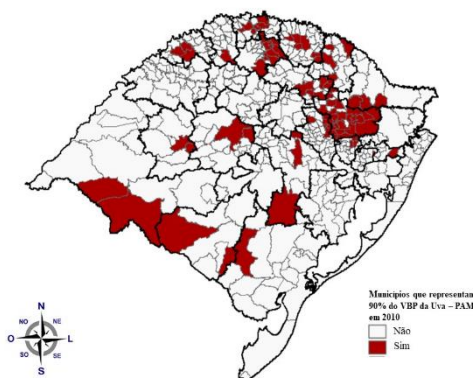 Municípios que representam
90% do VBP da Uva – PAM
em 2010
Não
Sim
N
NO
NE
O
L
SO
SE
S